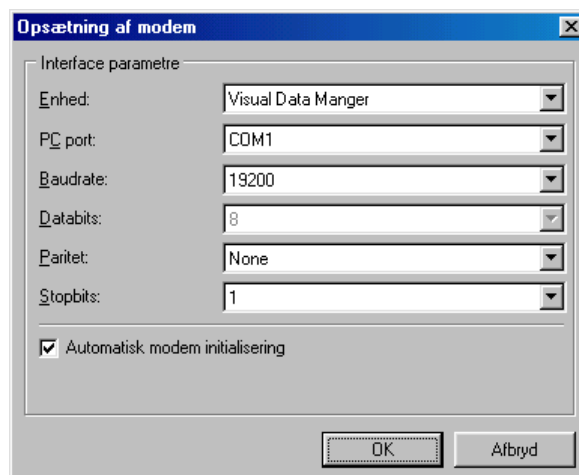 Opsætning af modem
Interface parametre
Enhed: Visual Data Manger
PC port: COM1
Baudrate: 19200
Databits: 8
Paritet: None
Stopbits: 1
Automatisk modem initialisering
OK Afbryd